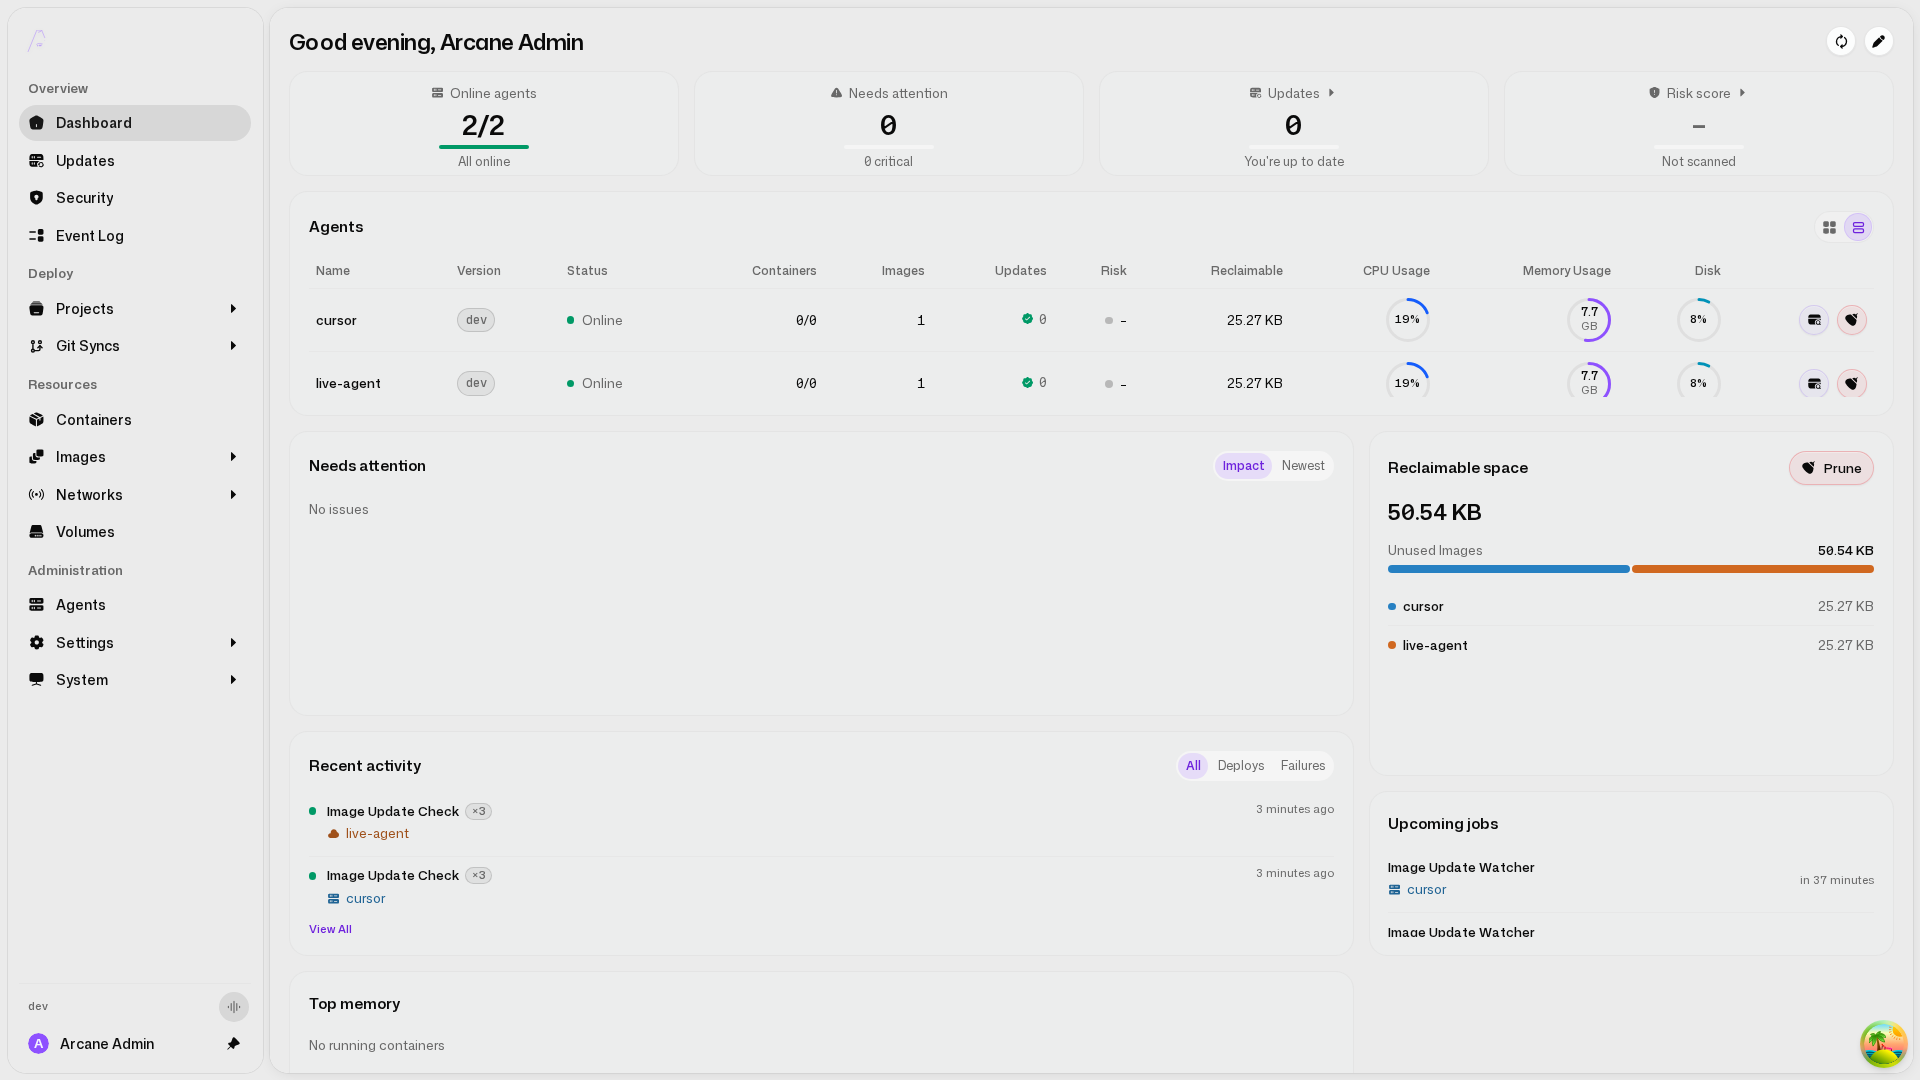 Good evening, Arcane Admin
Overview
Dashboard
Updates
Security
Event Log
Deploy
Projects
Git Syncs
Resources
Containers
Images
Networks
Volumes
Administration
Agents
Settings
System
dev
A
Arcane Admin
Online agents
2/2
All online
Needs attention
0
0 critical
Updates
0
You're up to date
Risk score
–
Not scanned
Agents
Name Version Status Containers Images Updates Risk Reclaimable CPU Usage Memory Usage Disk
cursor dev Online 0/0 1 0 – 25.27 KB 19% 7.7 GB 8%
live-agent dev Online 0/0 1 0 – 25.27 KB 19% 7.7 GB 8%
Needs attention
Impact Newest
No issues
Reclaimable space
Prune
50.54 KB
Unused Images 50.54 KB
cursor 25.27 KB
live-agent 25.27 KB
Recent activity
All Deploys Failures
Image Update Check ×3 3 minutes ago
live-agent
Image Update Check ×3 3 minutes ago
cursor
View All
Upcoming jobs
Image Update Watcher
cursor
in 37 minutes
Image Update Watcher
Top memory
No running containers